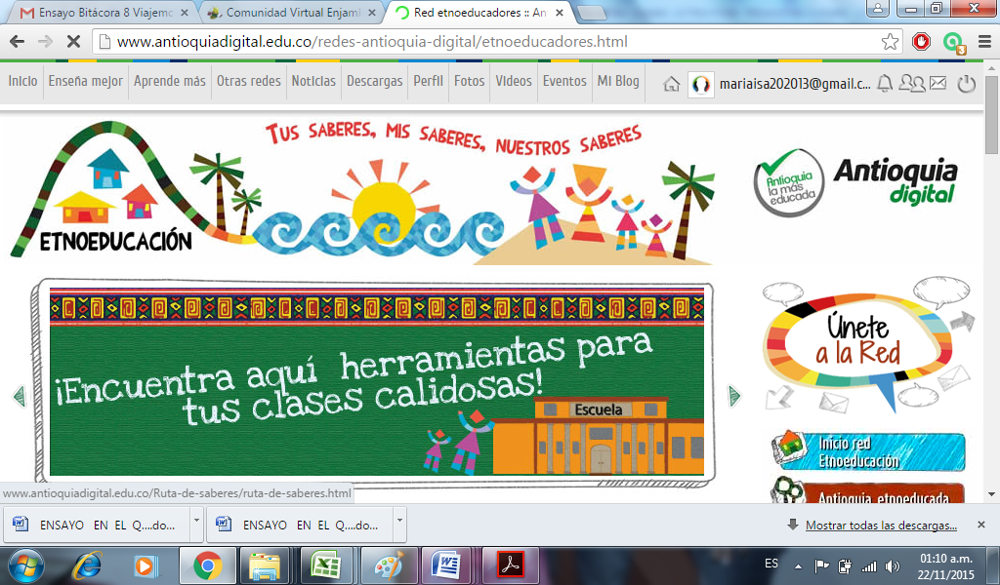 Ensayo Bitácora 8 Viajemo
Comunidad Virtual Enjamb
Red etnoeducadores :: An
www.antioquiadigital.edu.co/redes-antioquia-digital/etnoeducadores.html
3
Inicio Enseña mejor Aprende más Otras redes Noticias Descargas Perfil Fotos Videos Eventos Mi Blog
mariaisa202013@gmail.c...
TUS SABERES, MIS SABERES, NUESTROS SABERES
ETNOEDUCACIÓN
Antioquia
la más
educada
Antioquia
digital
¡Encuentra aquí herramientas para
tus clases calidosas!
Escuela
Únete
a la Red
Inicio red
Etnoeducación
Antioquia etnoeducada
www.antioquiadigital.edu.co/Ruta-de-saberes/ruta-de-saberes.html
ENSAYO EN EL Q....do...
ENSAYO EN EL Q....do...
Mostrar todas las descargas...
ES
01:10 a.m.
22/11/2015